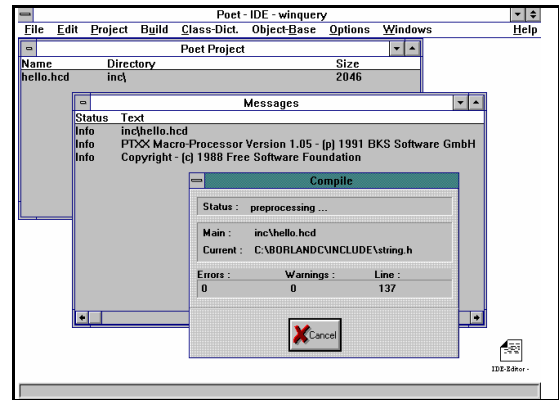 Poet - IDE - winquery
File Edit Project Build Class-Dict. Object-Base Options Windows Help
Poet Project
Name Directory Size
hello.hcd inc\ 2046
Messages
Status Text
Info inc\hello.hcd
Info PTXX Macro-Processor Version 1.05 - (p) 1991 BKS Software GmbH
Info Copyright - (c) 1988 Free Software Foundation
Compile
Status : preprocessing ...
Main : inc\hello.hcd
Current : C:\BORLANDC\INCLUDE\string.h
Errors : Warnings : Line :
0 0 137
Cancel
IDE-Editor -